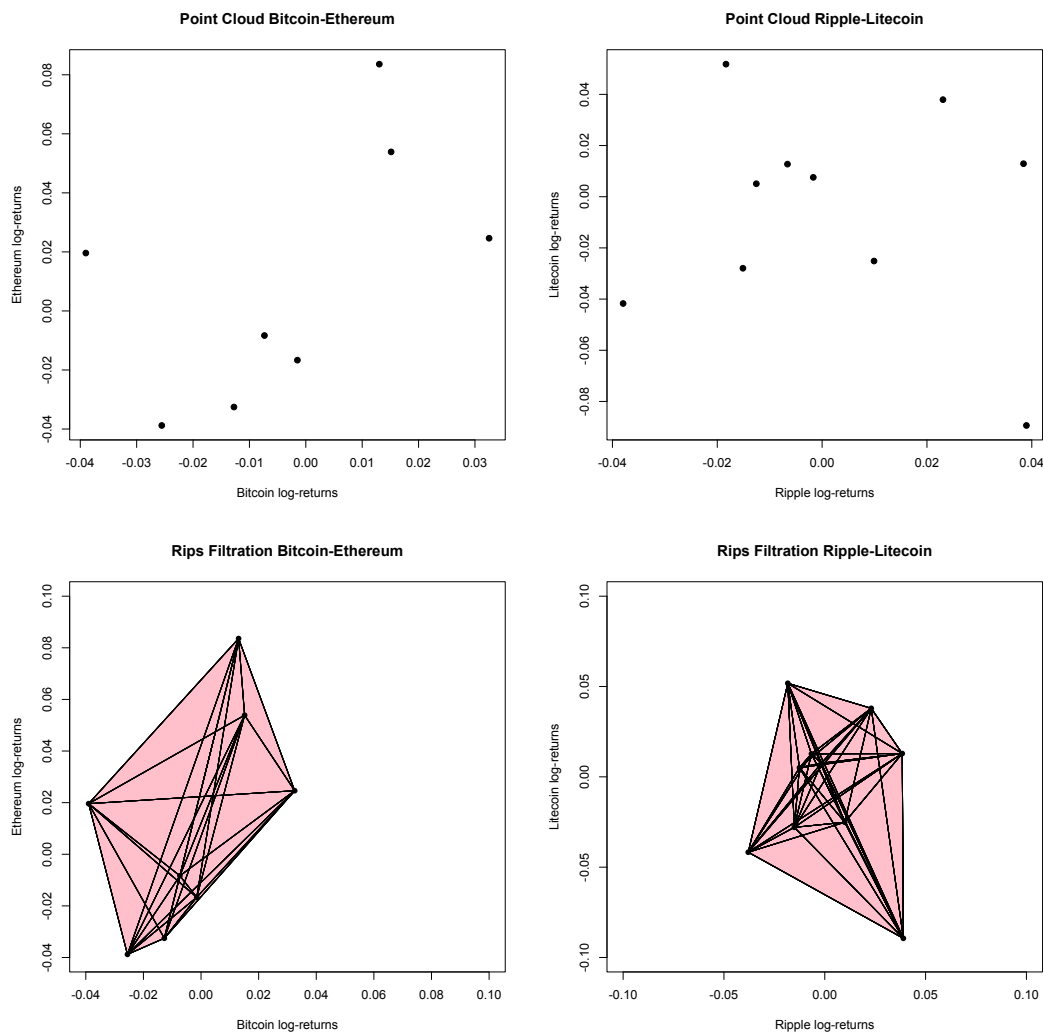 Point Cloud Bitcoin-Ethereum
Ethereum log-returns
0.08
0.06
0.04
0.02
0.00
-0.02
-0.04
-0.04 -0.03 -0.02 -0.01 0.00 0.01 0.02 0.03
Bitcoin log-returns
Point Cloud Ripple-Litecoin
Litecoin log-returns
0.04
0.02
0.00
-0.02
-0.04
-0.06
-0.08
-0.04 -0.02 0.00 0.02 0.04
Ripple log-returns
Rips Filtration Bitcoin-Ethereum
Ethereum log-returns
0.10
0.08
0.06
0.04
0.02
0.00
-0.02
-0.04
-0.04 -0.02 0.00 0.02 0.04 0.06 0.08 0.10
Bitcoin log-returns
Rips Filtration Ripple-Litecoin
Litecoin log-returns
0.10
0.05
0.00
-0.05
-0.10
-0.10 -0.05 0.00 0.05 0.10
Ripple log-returns